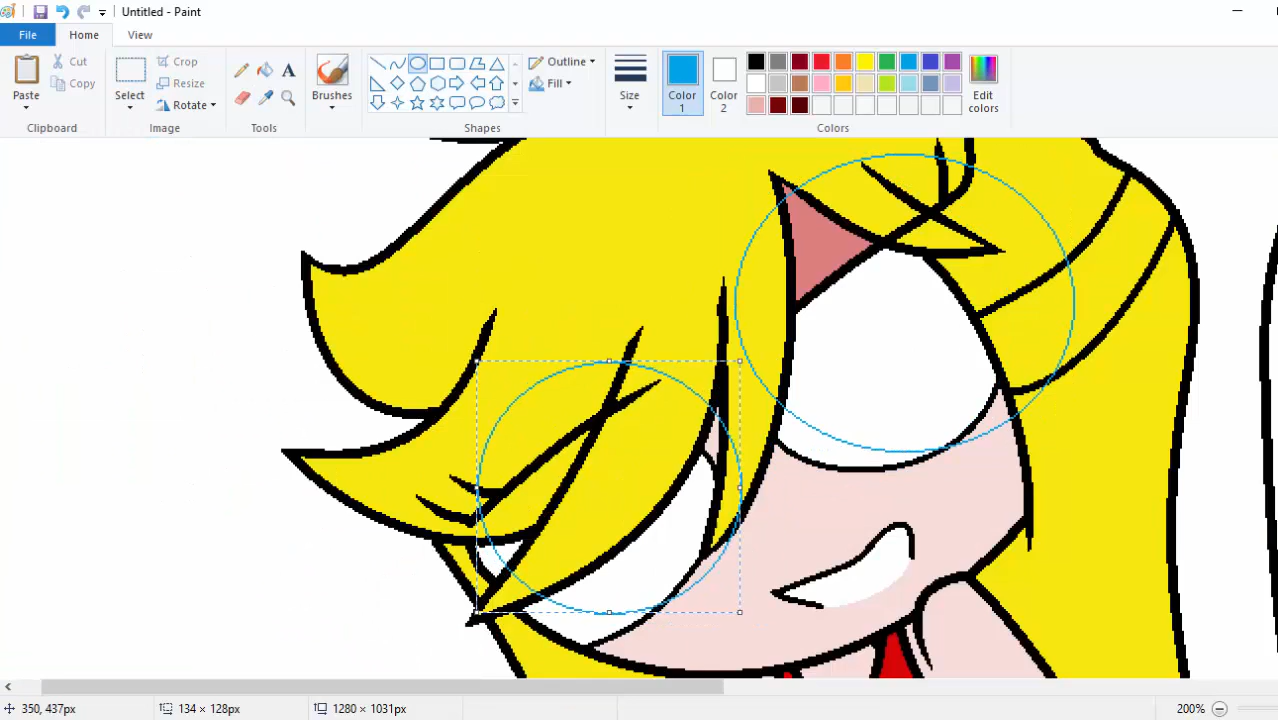 Untitled - Paint
File Home View
Paste
Cut
Copy
Clipboard
Select
Crop
Resize
Rotate
Image
A
Tools
Brushes
Outline
Fill
Shapes
Size
Color 1
Color 2
Edit colors
Colors
350, 437px
134 × 128px
1280 × 1031px
200%